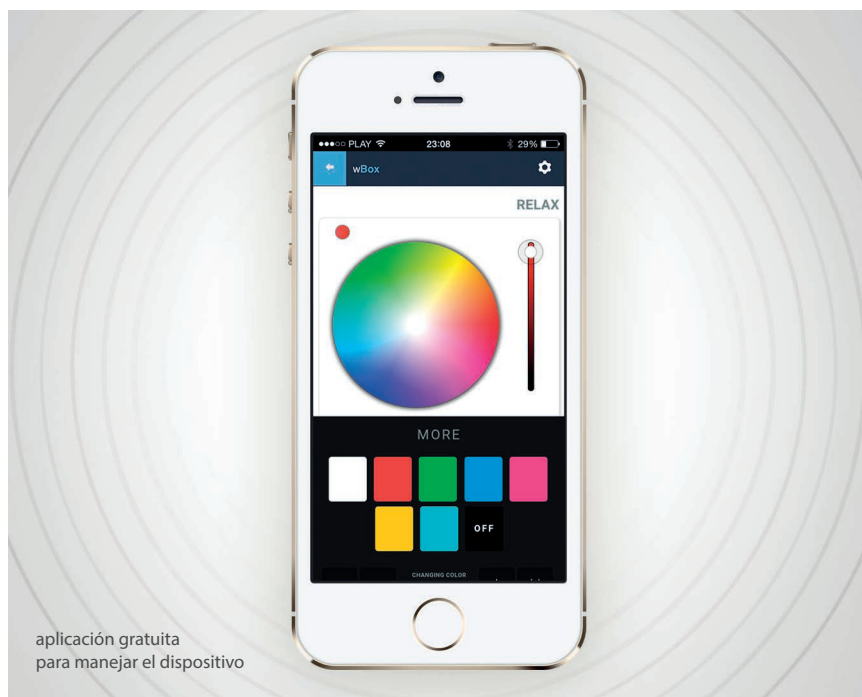 PLAY 23:08 29%
wBox
RELAX
MORE
OFF
CHANGING COLOR
aplicación gratuita
para manejar el dispositivo